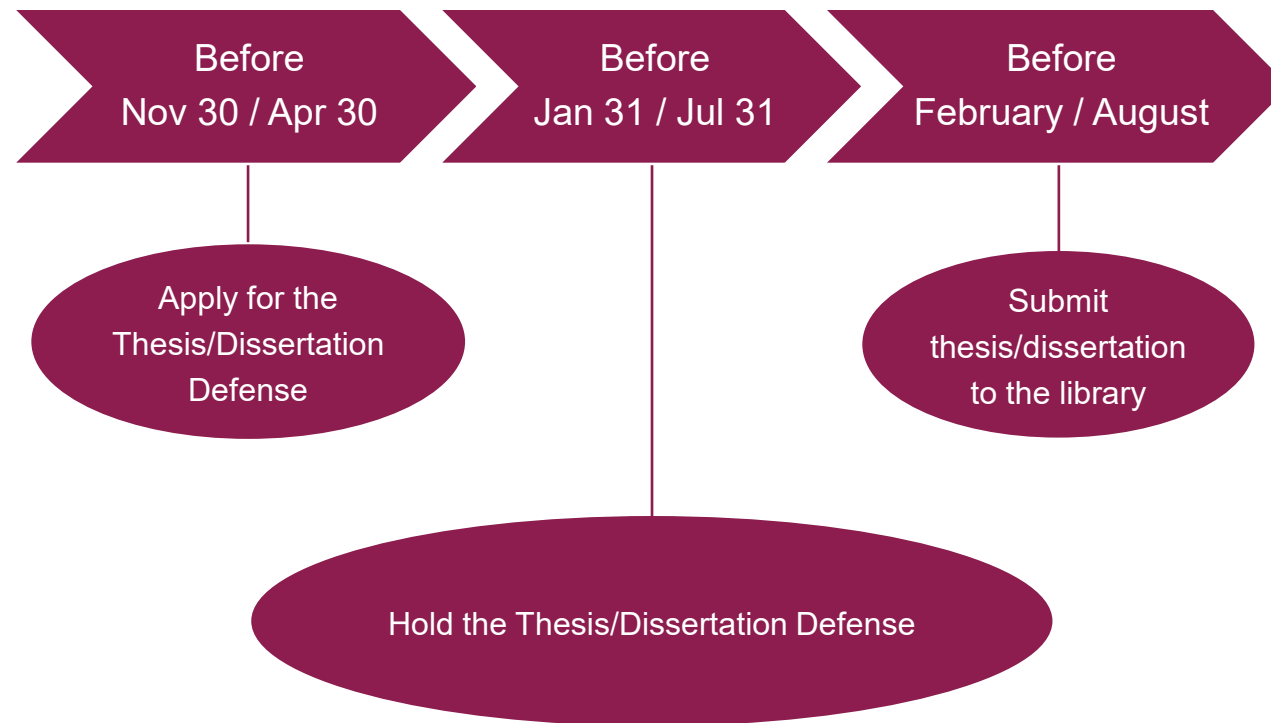 Before
Nov 30 / Apr 30
Before
Jan 31 / Jul 31
Before
February / August
Apply for the
Thesis/Dissertation
Defense
Submit
thesis/dissertation
to the library
Hold the Thesis/Dissertation Defense